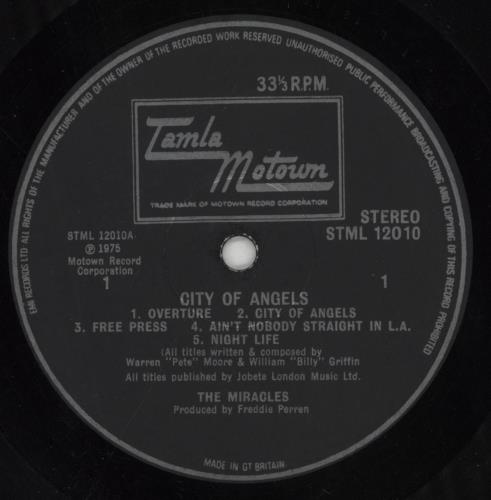 EMI RECORDS LTD ALL RIGHTS OF THE MANUFACTURER AND OF THE OWNER OF THE RECORDED WORK RESERVED UNAUTHORISED PUBLIC PERFORMANCE BROADCASTING AND COPYING OF THIS RECORD PROHIBITED
33⅓ R.P.M.
Tamla
Motown
TRADE MARK OF MOTOWN RECORD CORPORATION
STEREO
STML 12010
STML 12010A
Ⓟ 1975
Motown Record
Corporation
1
1
CITY OF ANGELS
1. OVERTURE 2. CITY OF ANGELS
3. FREE PRESS 4. AIN'T NOBODY STRAIGHT IN L.A.
5. NIGHT LIFE
(All titles written & composed by
Warren "Pete" Moore & William "Billy" Griffin
All titles published by Jobete London Music Ltd.
THE MIRACLES
Produced by Freddie Perren
MADE IN GT BRITAIN